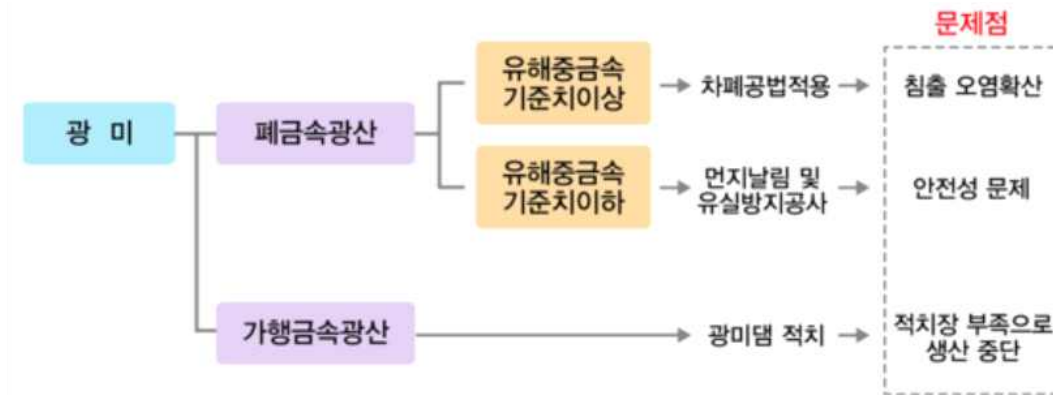 문제점
유해중금속
기준치이상
차폐공법적용
침출 오염확산
광 미
폐금속광산
유해중금속
기준치이하
먼지날림 및
유실방지공사
안전성 문제
가행금속광산
광미댐 적치
적치장 부족으로
생산 중단